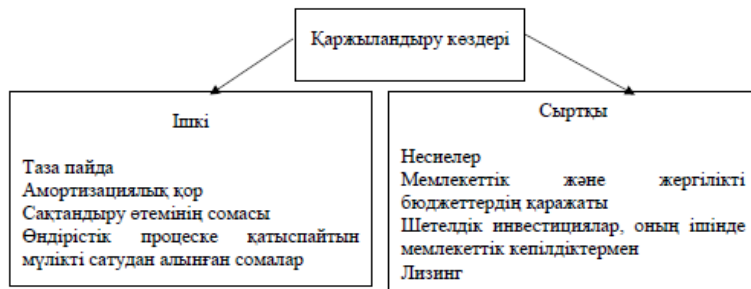 Қаржыландыру көздері
Ішкі
Таза пайда
Амортизациялық қор
Сақтандыру өтемінің сомасы
Өндірістік процеске қатыспайтын
мүлікті сатудан алынған сомалар
Сыртқы
Несиелер
Мемлекеттік және жергілікті
бюджеттердің қаражаты
Шетелдік инвестициялар, оның ішінде
мемлекеттік кепілдіктермен
Лизинг